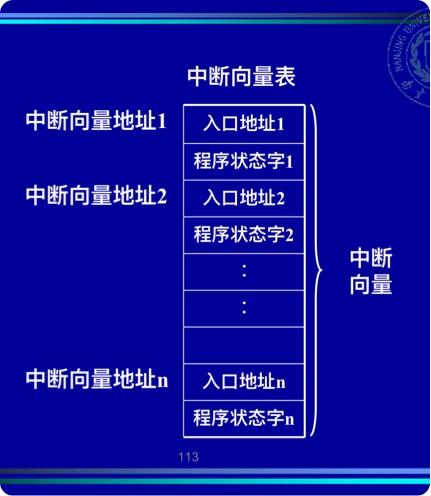 中断向量表
中断向量地址1
入口地址1
程序状态字1
中断向量地址2
入口地址2
程序状态字2
:
:
中断
向量
中断向量地址n
入口地址n
程序状态字n
113